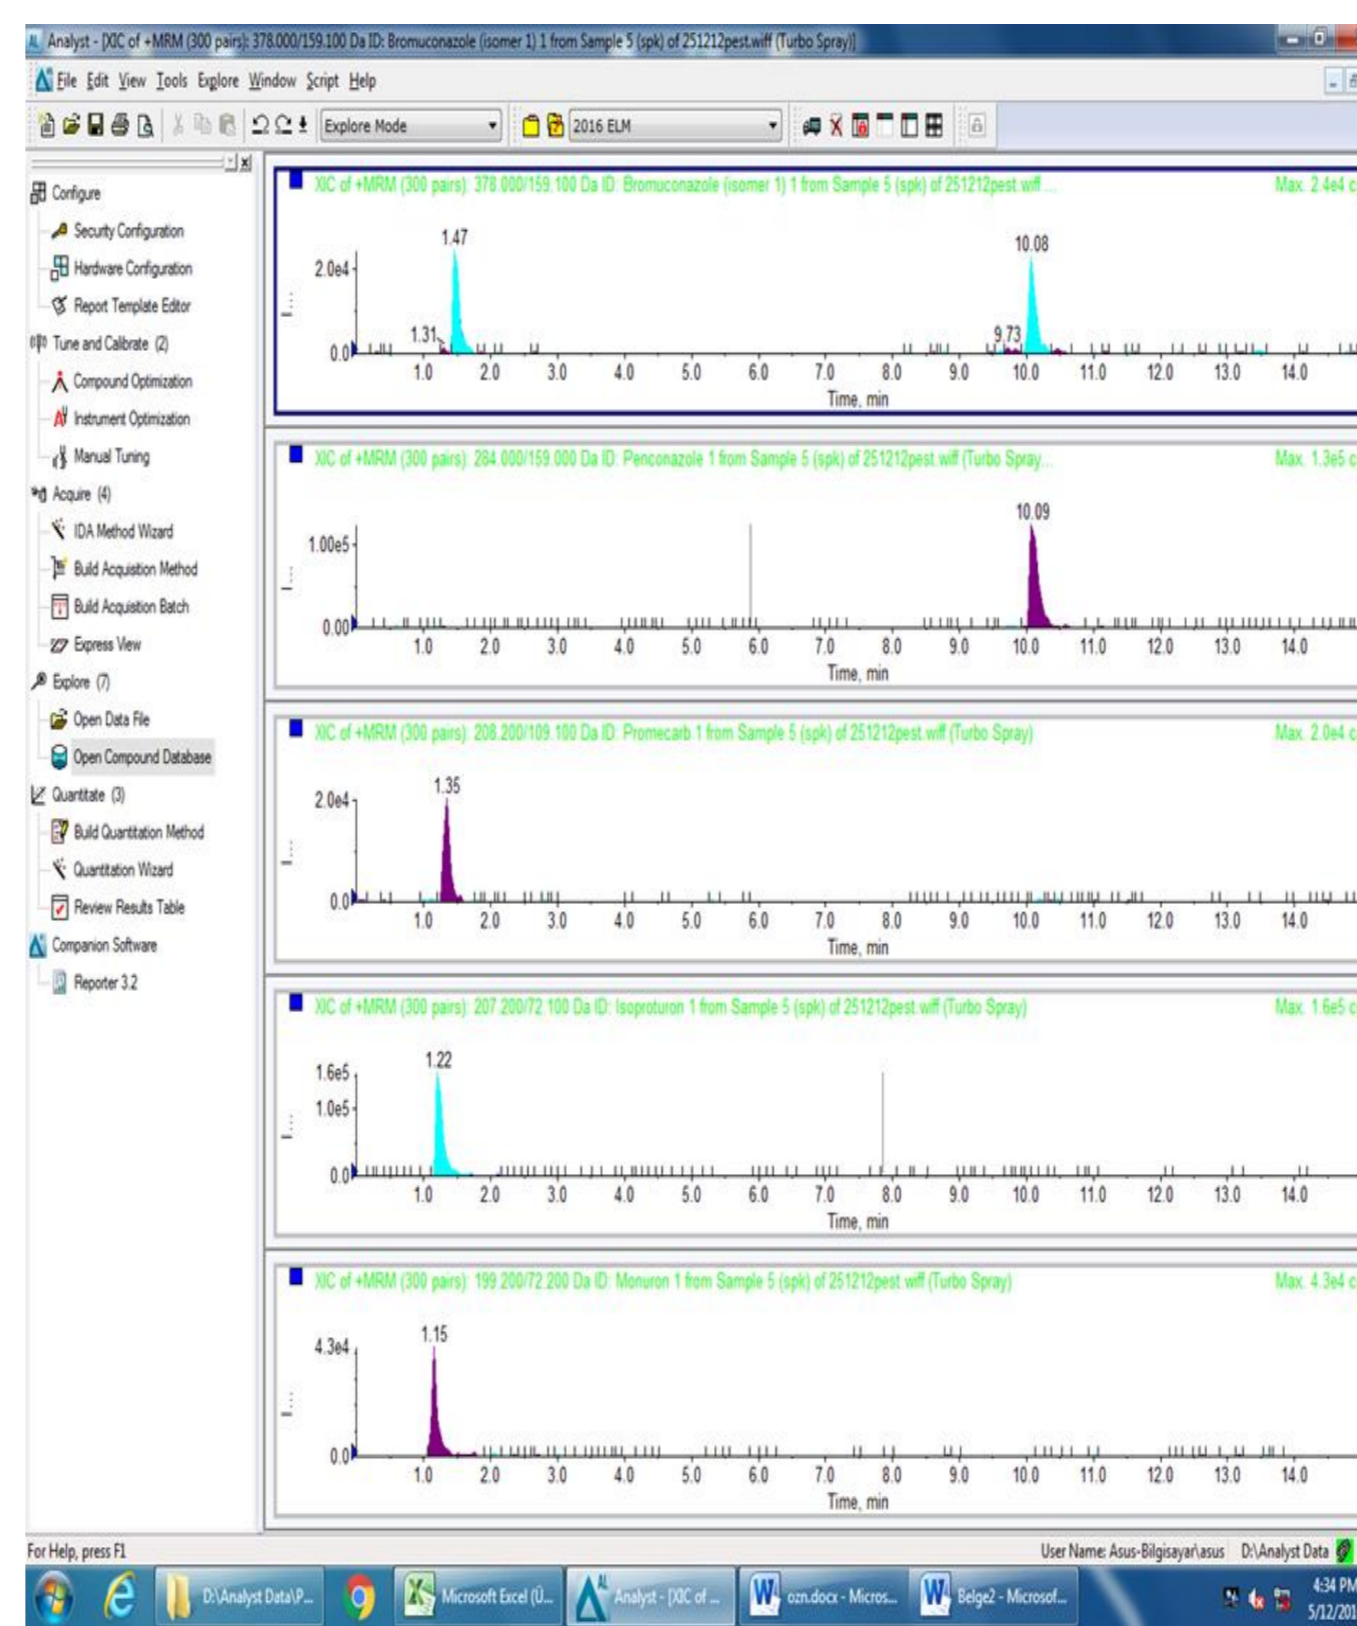 Analyst - [XIC of +MRM (300 pairs): 378.000/159.100 Da ID: Bromuconazole (isomer 1) 1 from Sample 5 (spk) of 251212pest.wiff (Turbo Spray)]
File Edit View Tools Explore Window Script Help
Explore Mode
2016 ELM
Configure
Security Configuration
Hardware Configuration
Report Template Editor
Tune and Calibrate (2)
Compound Optimization
Instrument Optimization
Manual Tuning
Acquire (4)
IDA Method Wizard
Build Acquisition Method
Build Acquisition Batch
Express View
Explore (7)
Open Data File
Open Compound Database
Quantitate (3)
Build Quantitation Method
Quantitation Wizard
Review Results Table
Companion Software
Reporter 3.2
XIC of +MRM (300 pairs): 378.000/159.100 Da ID: Bromuconazole (isomer 1) 1 from Sample 5 (spk) of 251212pest.wiff ...
Max. 2.4e4 c
1.47
10.08
2.0e4
1.31
9.73
0.0
1.0 2.0 3.0 4.0 5.0 6.0 7.0 8.0 9.0 10.0 11.0 12.0 13.0 14.0
Time, min
XIC of +MRM (300 pairs): 284.000/159.000 Da ID: Penconazole 1 from Sample 5 (spk) of 251212pest.wiff (Turbo Spray...
Max. 1.3e5 c
10.09
1.00e5
0.00
1.0 2.0 3.0 4.0 5.0 6.0 7.0 8.0 9.0 10.0 11.0 12.0 13.0 14.0
Time, min
XIC of +MRM (300 pairs): 208.200/109.100 Da ID: Promecarb 1 from Sample 5 (spk) of 251212pest.wiff (Turbo Spray)
Max. 2.0e4 c
1.35
2.0e4
0.0
1.0 2.0 3.0 4.0 5.0 6.0 7.0 8.0 9.0 10.0 11.0 12.0 13.0 14.0
Time, min
XIC of +MRM (300 pairs): 207.200/72.100 Da ID: Isoproturon 1 from Sample 5 (spk) of 251212pest.wiff (Turbo Spray)
Max. 1.6e5 c
1.22
1.6e5
1.0e5
0.0
1.0 2.0 3.0 4.0 5.0 6.0 7.0 8.0 9.0 10.0 11.0 12.0 13.0 14.0
Time, min
XIC of +MRM (300 pairs): 199.200/72.200 Da ID: Monuron 1 from Sample 5 (spk) of 251212pest.wiff (Turbo Spray)
Max. 4.3e4 c
1.15
4.3e4
0.0
1.0 2.0 3.0 4.0 5.0 6.0 7.0 8.0 9.0 10.0 11.0 12.0 13.0 14.0
Time, min
For Help, press F1
User Name: Asus-Bilgisayar\asus D:\Analyst Data
D:\Analyst Data\P...
Microsoft Excel (Ü...
Analyst - [XIC of ...
ozn.docx - Micros...
Belge2 - Microsof...
4:34 PM
5/12/201